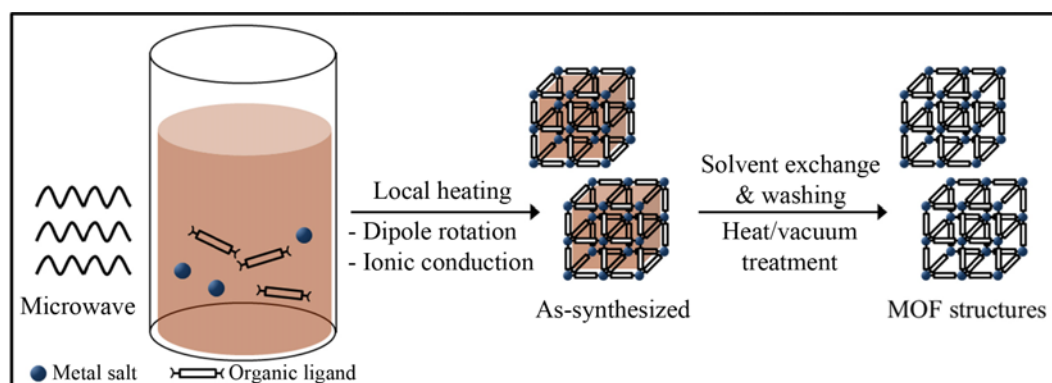 Microwave
Metal salt
Organic ligand
Local heating
- Dipole rotation
- Ionic conduction
As-synthesized
Solvent exchange
& washing
Heat/vacuum
treatment
MOF structures